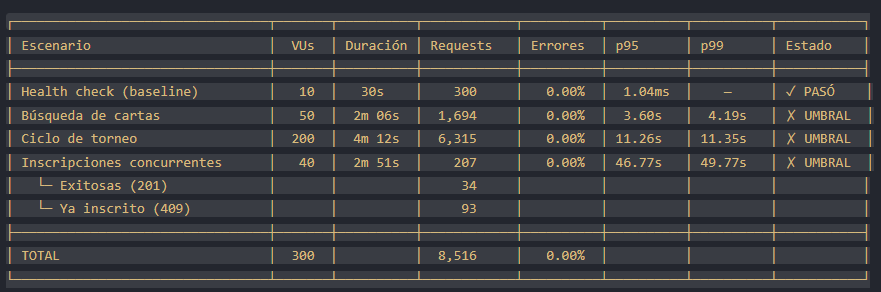 Escenario VUs Duración Requests Errores p95 p99 Estado
Health check (baseline) 10 30s 300 0.00% 1.04ms — ✓ PASÓ
Búsqueda de cartas 50 2m 06s 1,694 0.00% 3.60s 4.19s ✗ UMBRAL
Ciclo de torneo 200 4m 12s 6,315 0.00% 11.26s 11.35s ✗ UMBRAL
Inscripciones concurrentes 40 2m 51s 207 0.00% 46.77s 49.77s ✗ UMBRAL
└─ Exitosas (201) 34
└─ Ya inscrito (409) 93
TOTAL 300 8,516 0.00%